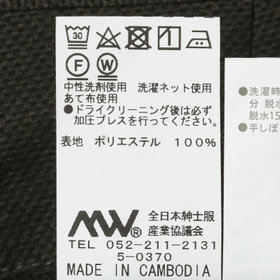 30
F W
中性洗剤使用 洗濯ネット使用
あて布使用
●ドライクリーニング後は必ず
加圧プレスを行ってください。
表地 ポリエステル 100%
全日本紳士服
産業協議会
TEL 052-211-2131
5-0370
MADE IN CAMBODIA
●洗濯時
分 脱水
脱水15
●手しぼ